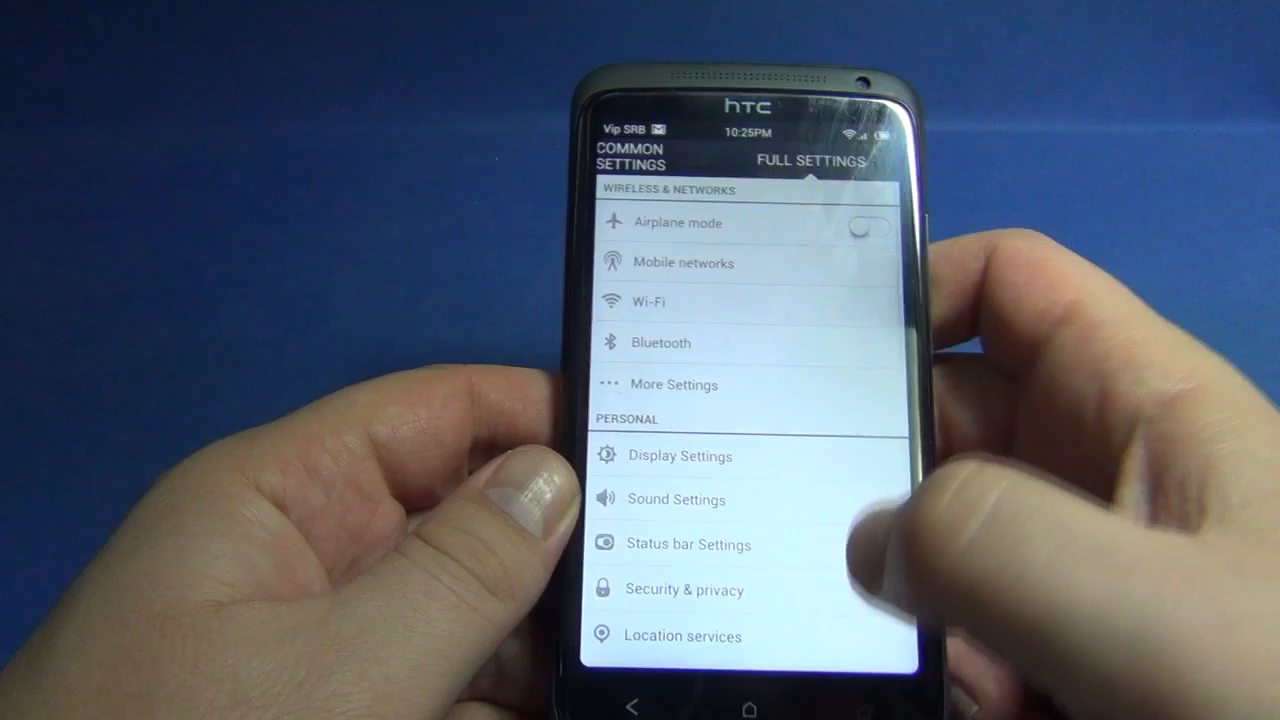 hTC
Vip SRB
10:25PM
COMMON
SETTINGS
FULL SETTINGS
WIRELESS & NETWORKS
Airplane mode
Mobile networks
Wi-Fi
Bluetooth
More Settings
PERSONAL
Display Settings
Sound Settings
Status bar Settings
Security & privacy
Location services